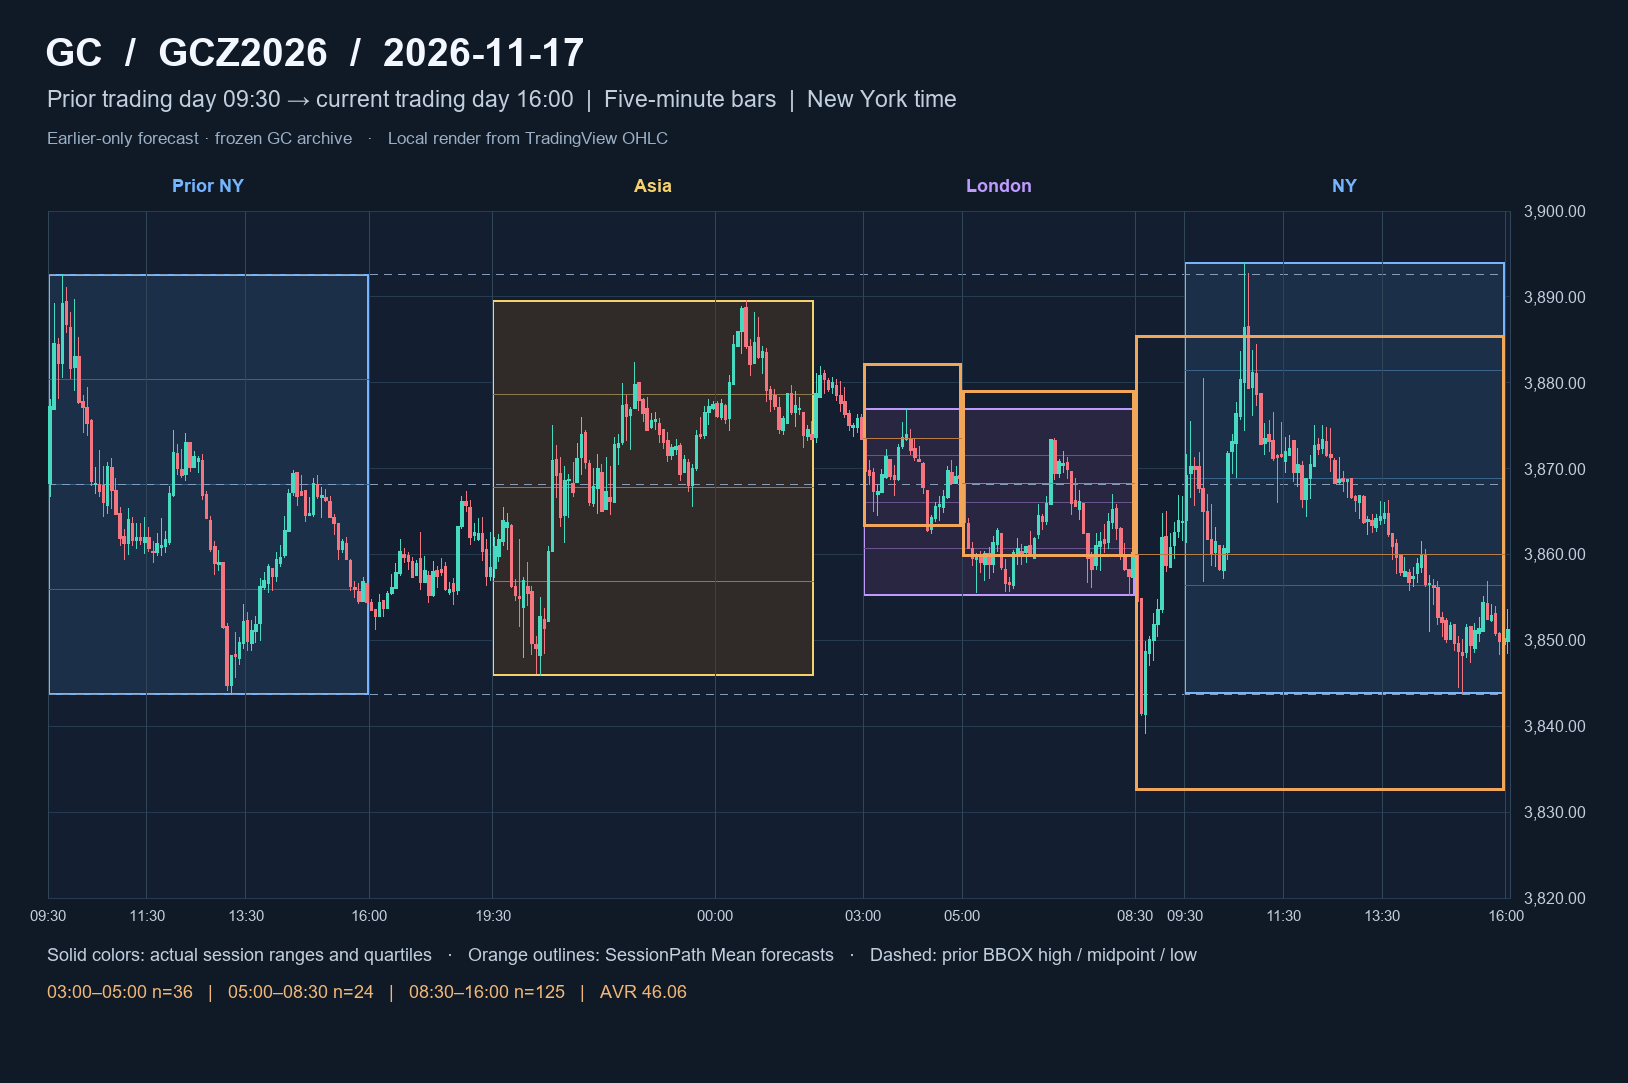 GC / GCZ2026 / 2026-11-17
Prior trading day 09:30 → current trading day 16:00 | Five-minute bars | New York time
Earlier-only forecast · frozen GC archive · Local render from TradingView OHLC
Prior NY
Asia
London
NY
3,900.00
3,890.00
3,880.00
3,870.00
3,860.00
3,850.00
3,840.00
3,830.00
3,820.00
09:30
11:30
13:30
16:00
19:30
00:00
03:00
05:00
08:30
09:30
11:30
13:30
16:00
Solid colors: actual session ranges and quartiles · Orange outlines: SessionPath Mean forecasts · Dashed: prior BBOX high / midpoint / low
03:00–05:00 n=36 | 05:00–08:30 n=24 | 08:30–16:00 n=125 | AVR 46.06